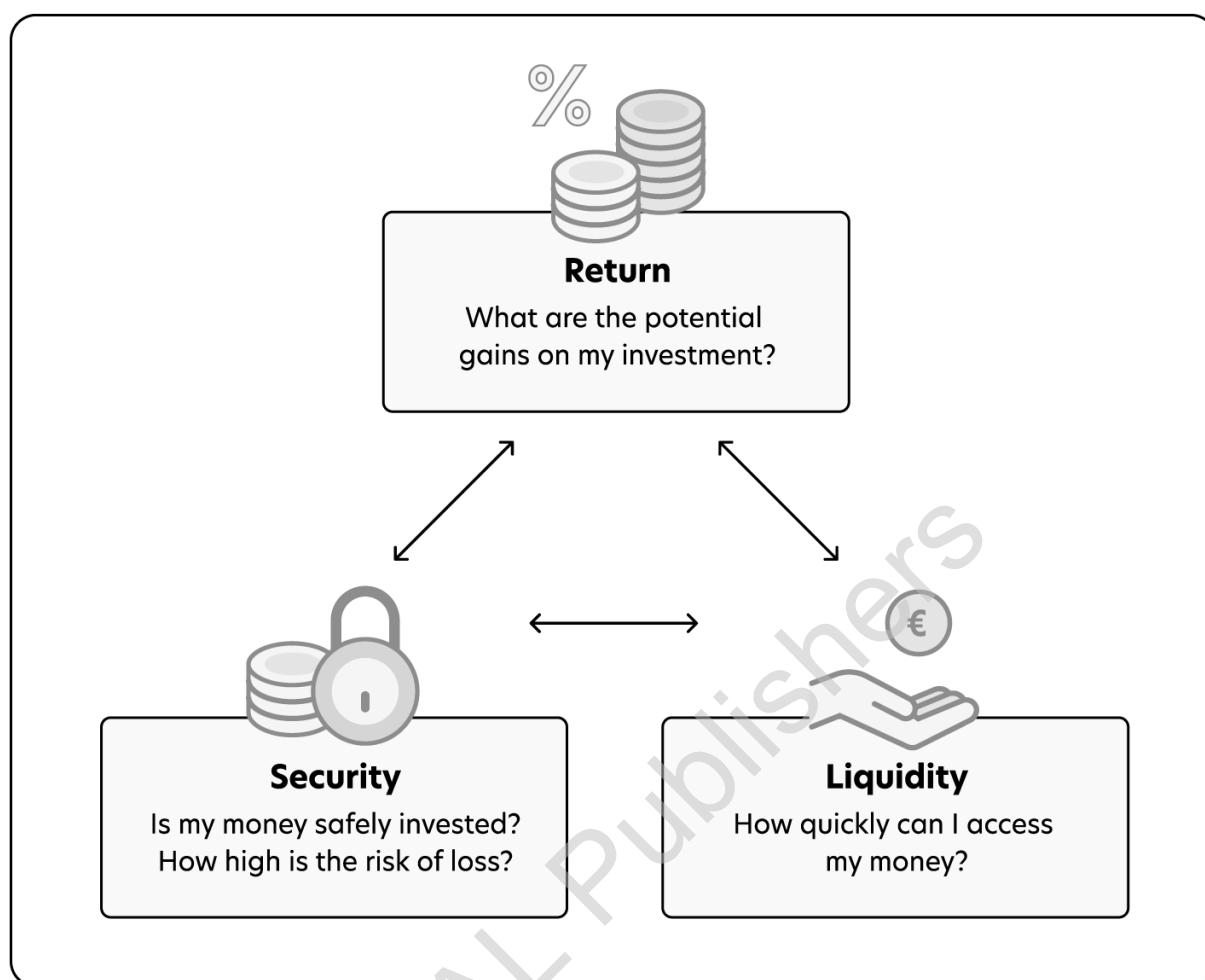 %
Return
What are the potential
gains on my investment?
€
Security
Is my money safely invested?
How high is the risk of loss?
Liquidity
How quickly can I access
my money?
AL Publishers